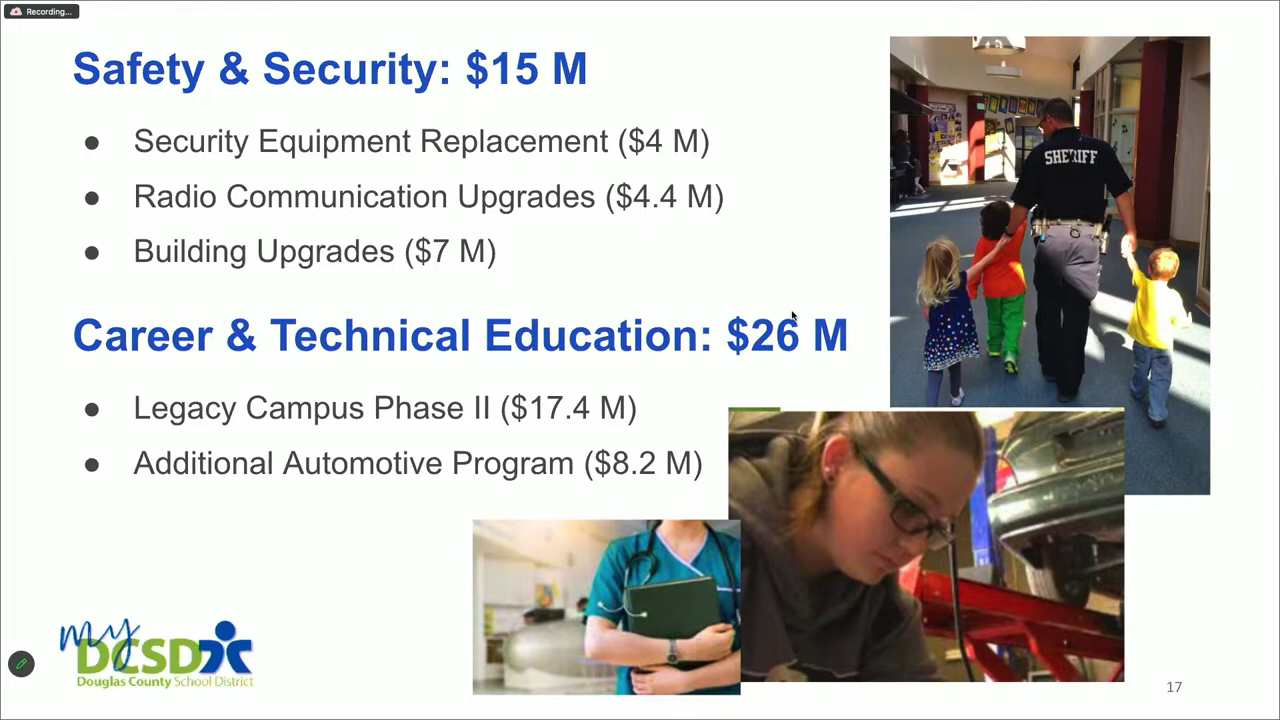 Recording...
Safety & Security: $15 M
● Security Equipment Replacement ($4 M)
● Radio Communication Upgrades ($4.4 M)
● Building Upgrades ($7 M)
SHERIFF
Career & Technical Education: $26 M
● Legacy Campus Phase II ($17.4 M)
● Additional Automotive Program ($8.2 M)
my
DCSD
Douglas County School District
17